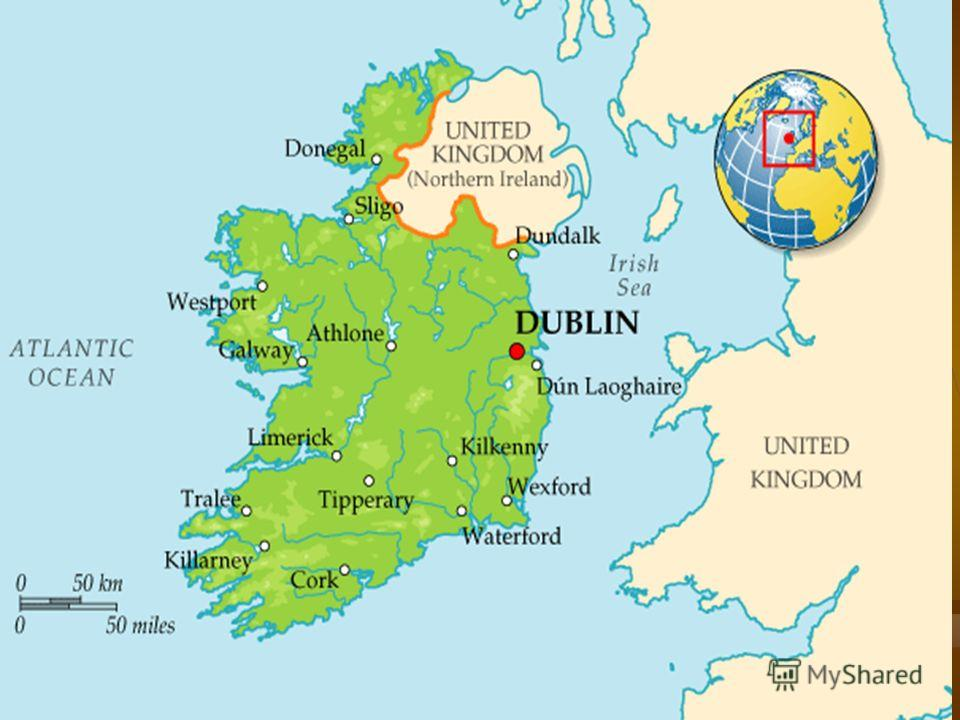 UNITED
KINGDOM
(Northern Ireland)
Donegal
Sligo
Dundalk
Irish
Sea
Westport
DUBLIN
Athlone
Galway
ATLANTIC
OCEAN
Dún Laoghaire
Limerick
Kilkenny
UNITED
KINGDOM
Tralee
Tipperary
Wexford
Waterford
Killarney
Cork
0 50 km
0 50 miles
MyShared